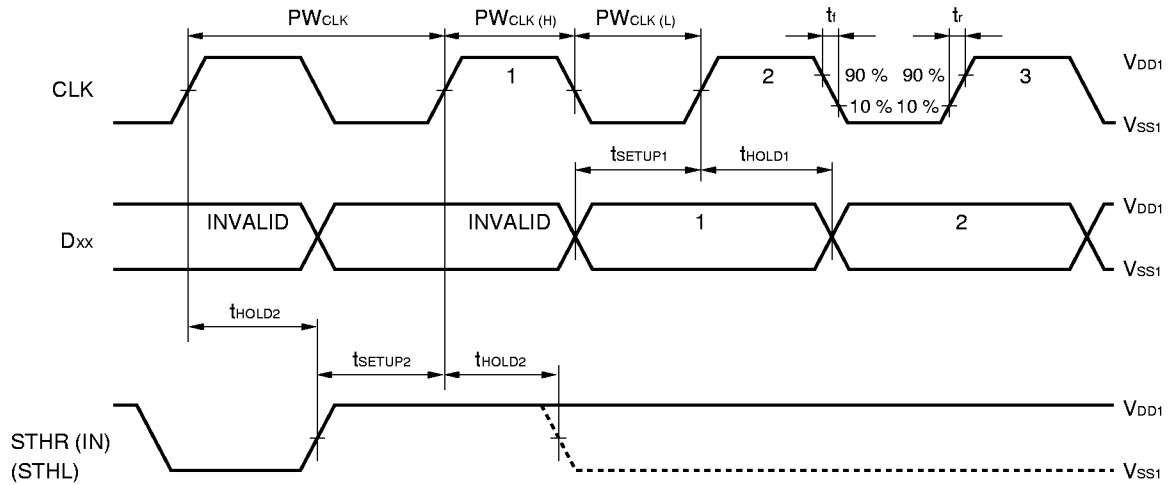 PWCLK PWCLK (H) PWCLK (L) tf tr
CLK 1 2 90 % 90 % 3 VDD1
10 % 10 % VSS1
tSETUP1 tHOLD1
DXX INVALID INVALID 1 2 VDD1
VSS1
tHOLD2
tSETUP2 tHOLD2
STHR (IN) VDD1
(STHL) VSS1